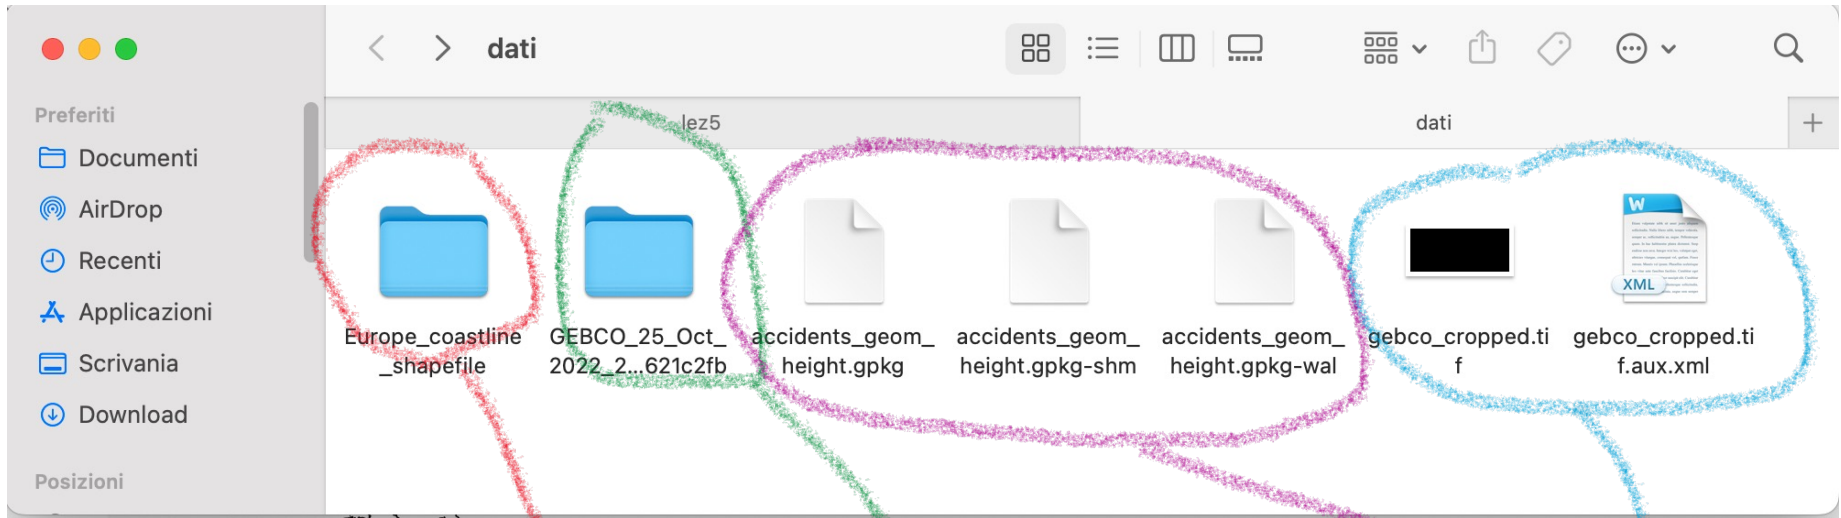 dati
lez5
dati
Preferiti
Documenti
AirDrop
Recenti
Applicazioni
Scrivania
Download
Posizioni
Europe_coastline
_shapefile
GEBCO_25_Oct_
2022_2...621c2fb
accidents_geom_
height.gpkg
accidents_geom_
height.gpkg-shm
accidents_geom_
height.gpkg-wal
gebco_cropped.ti
f
W
XML
gebco_cropped.ti
f.aux.xml